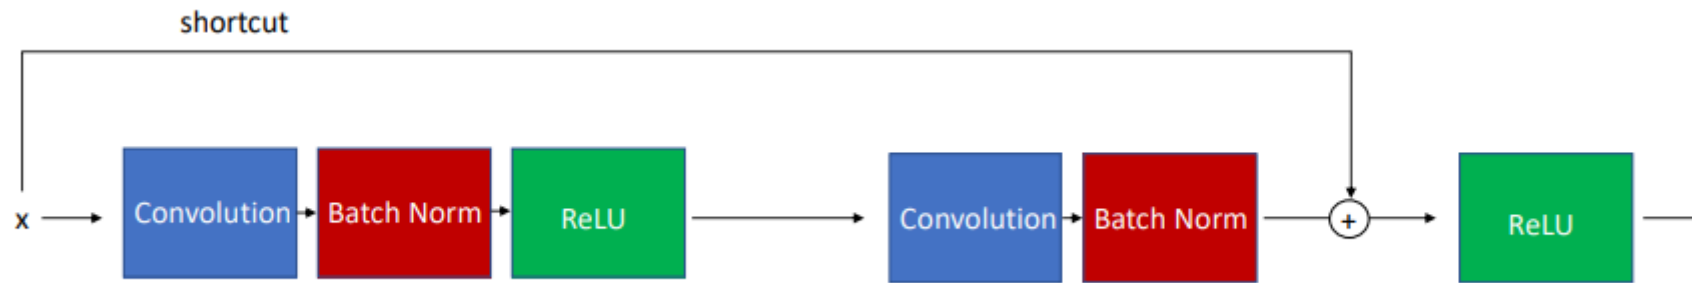 shortcut
x
Convolution
Batch Norm
ReLU
Convolution
Batch Norm
+
ReLU